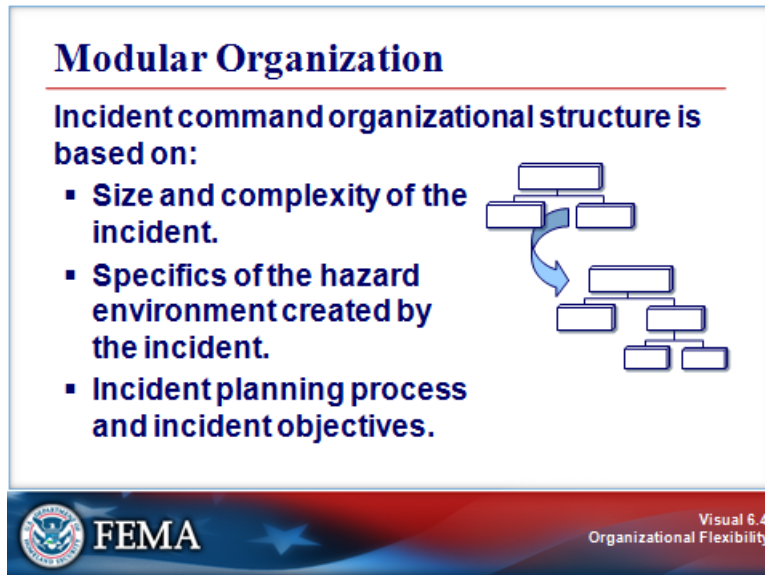 Modular Organization
Incident command organizational structure is
based on:
▪ Size and complexity of the
incident.
▪ Specifics of the hazard
environment created by
the incident.
▪ Incident planning process
and incident objectives.
FEMA
Visual 6.4
Organizational Flexibility